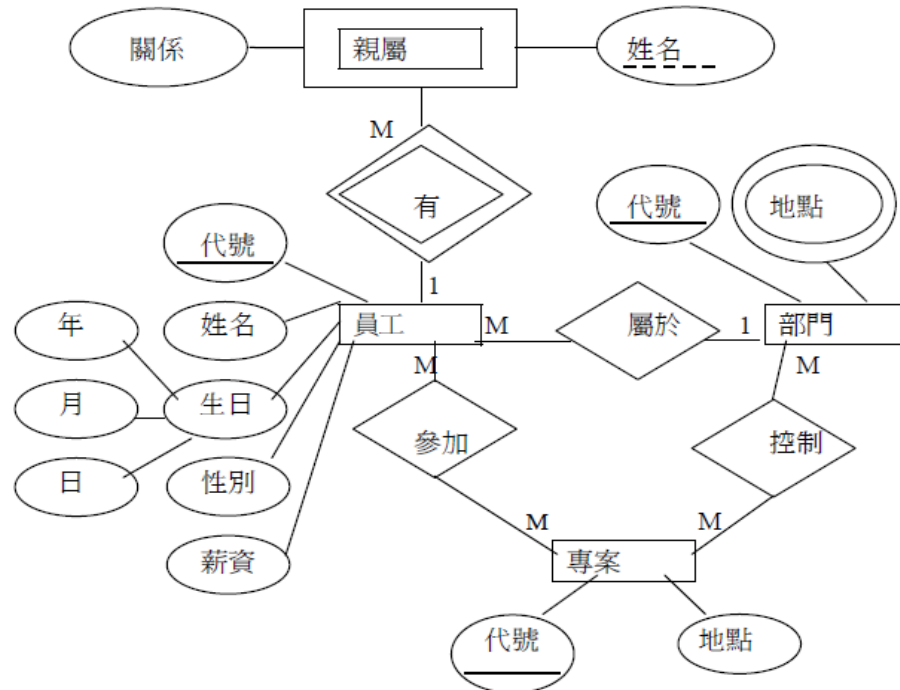 關係
親屬
姓名
M
有
代號
地點
代號
1
年
姓名
員工
M
屬於
1
部門
M
M
月
生日
參加
控制
日
性別
M
M
薪資
專案
代號
地點